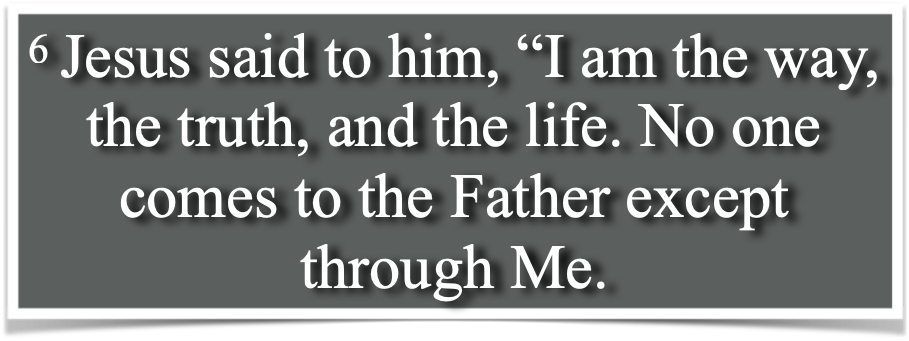 ⁶ Jesus said to him, “I am the way,
the truth, and the life. No one
comes to the Father except
through Me.